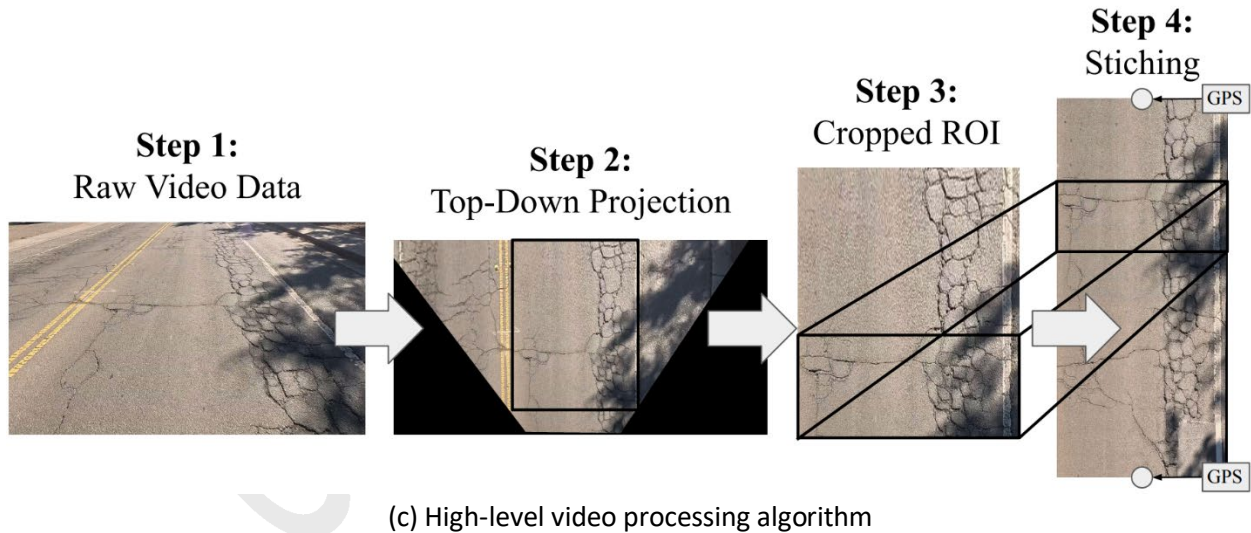 Step 1:
Raw Video Data
Step 2:
Top-Down Projection
Step 3:
Cropped ROI
Step 4:
Stiching
GPS
GPS
(c) High-level video processing algorithm